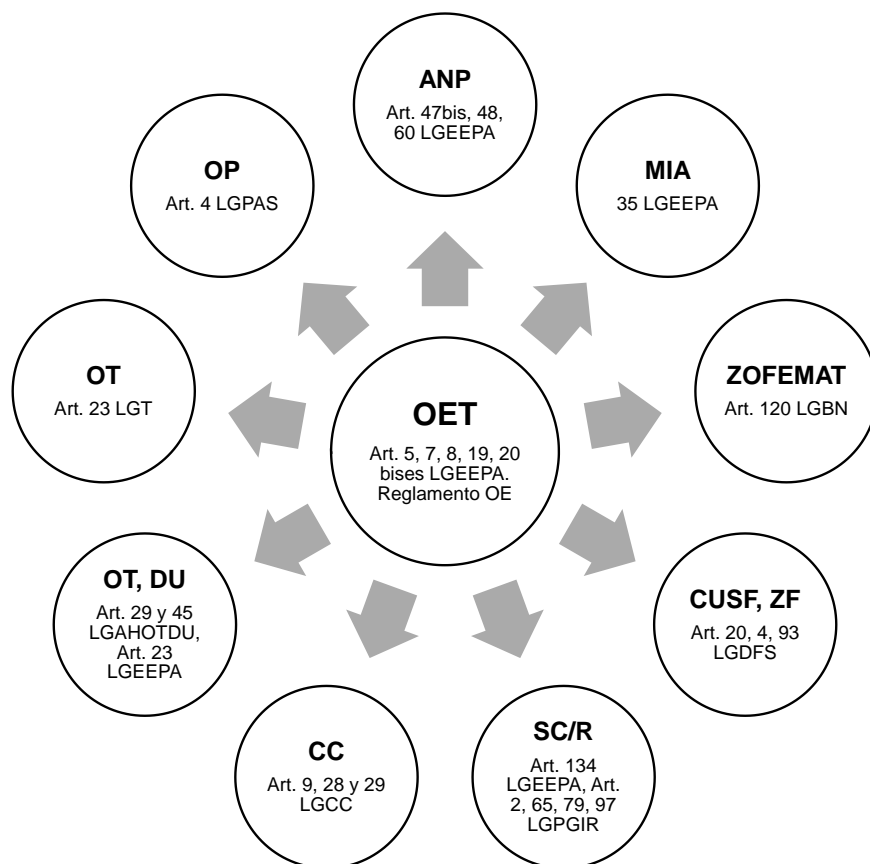 ANP
Art. 47bis, 48,
60 LGEEPA
MIA
35 LGEEPA
ZOFEMAT
Art. 120 LGBN
CUSF, ZF
Art. 20, 4, 93
LGDFS
SC/R
Art. 134
LGEEPA, Art.
2, 65, 79, 97
LGPGIR
CC
Art. 9, 28 y 29
LGCC
OT, DU
Art. 29 y 45
LGAHOTDU,
Art. 23
LGEEPA
OT
Art. 23 LGT
OP
Art. 4 LGPAS
OET
Art. 5, 7, 8, 19, 20
bises LGEEPA.
Reglamento OE